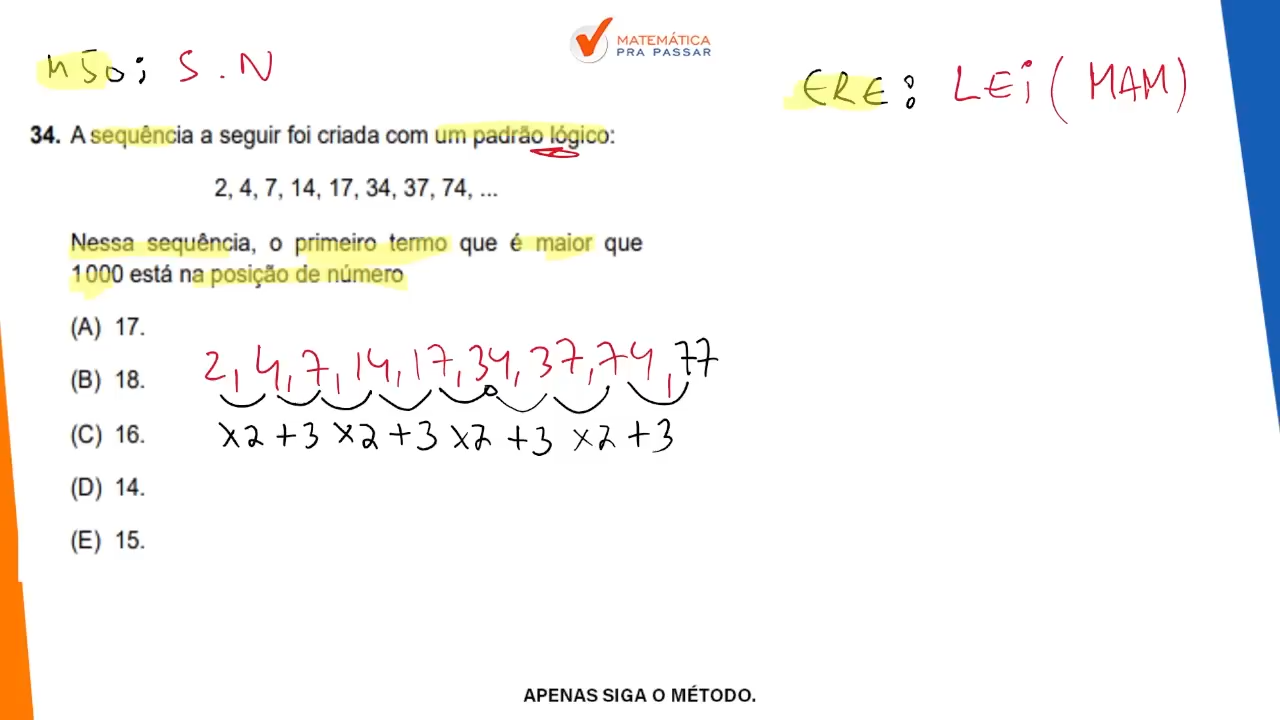 MATEMÁTICA
PRA PASSAR
M50; S.N
ERE: LEi (MAM)
34. A sequência a seguir foi criada com um padrão lógico:
2, 4, 7, 14, 17, 34, 37, 74, ...
Nessa sequência, o primeiro termo que é maior que
1000 está na posição de número
(A) 17.
(B) 18.
(C) 16.
(D) 14.
(E) 15.
2, 4, 7, 14, 17, 34, 37, 74, 77
x2 +3 x2 +3 x2 +3 x2 +3
APENAS SIGA O MÉTODO.